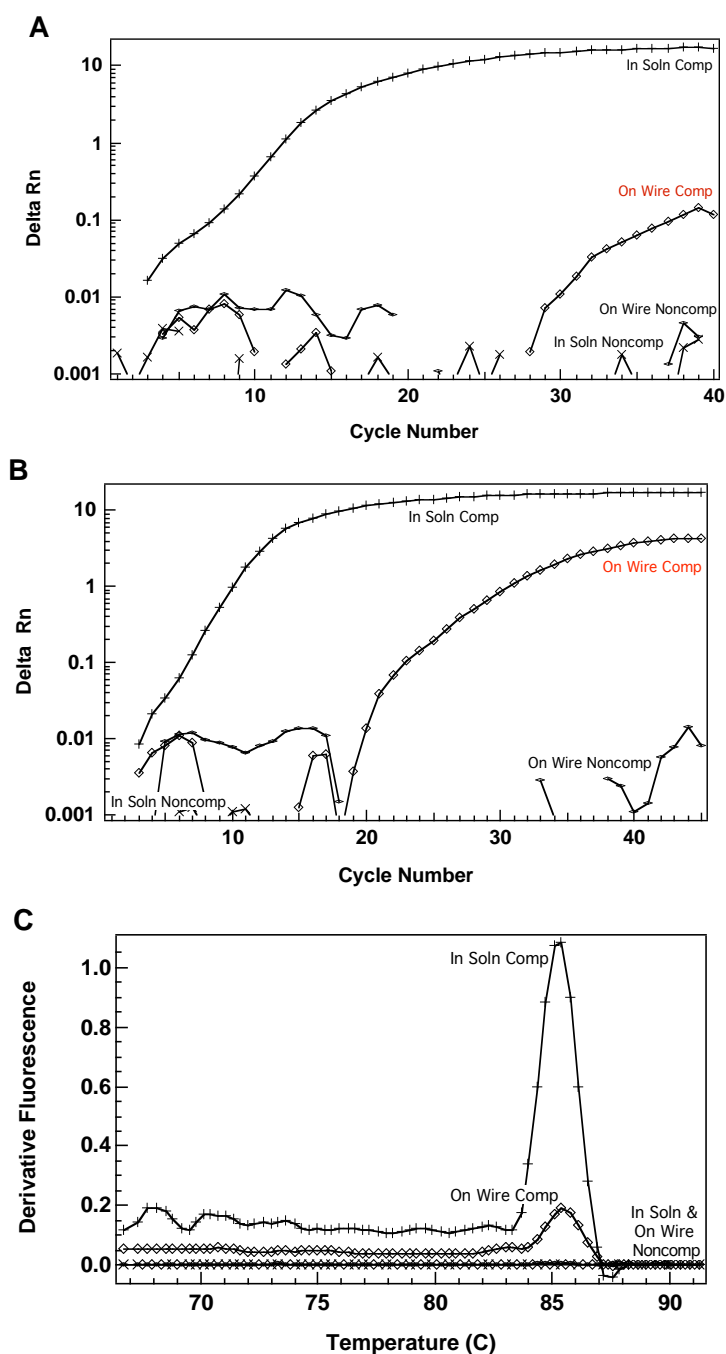 A
10
1
0.1
0.01
0.001
Delta Rn
In Soln Comp
On Wire Comp
On Wire Noncomp
In Soln Noncomp
10
20
30
40
Cycle Number
B
10
1
0.1
0.01
0.001
Delta Rn
In Soln Comp
On Wire Comp
On Wire Noncomp
In Soln Noncomp
10
20
30
40
Cycle Number
C
1.0
0.8
0.6
0.4
0.2
0.0
Derivative Fluorescence
In Soln Comp
On Wire Comp
In Soln &
On Wire
Noncomp
70
75
80
85
90
Temperature (C)